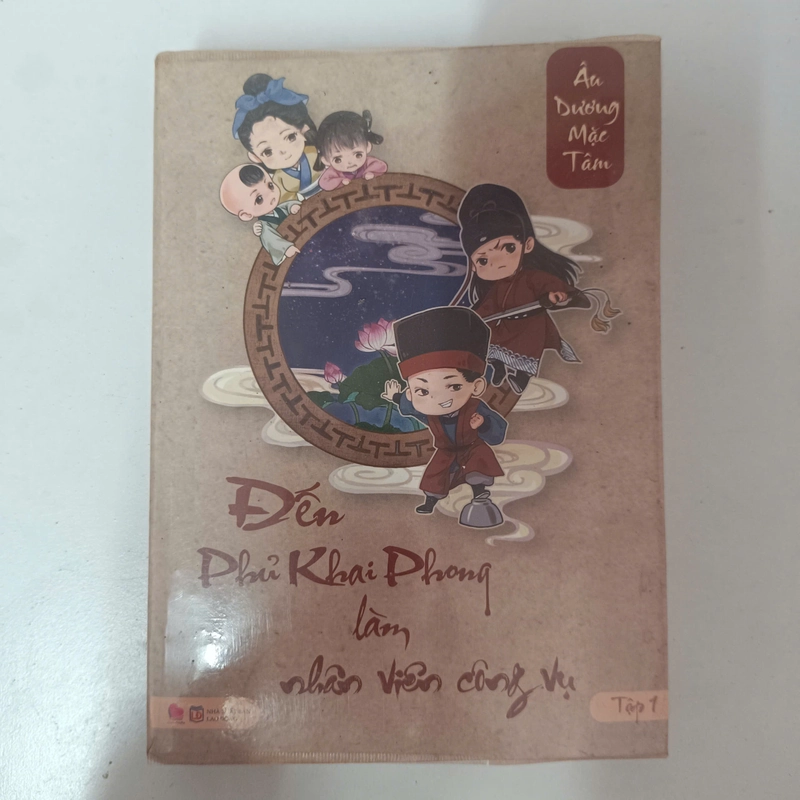 Âu
Dương
Mặc
Tâm
Đến
Phủ Khai Phong
làm
nhân viên công vụ
Tập 1